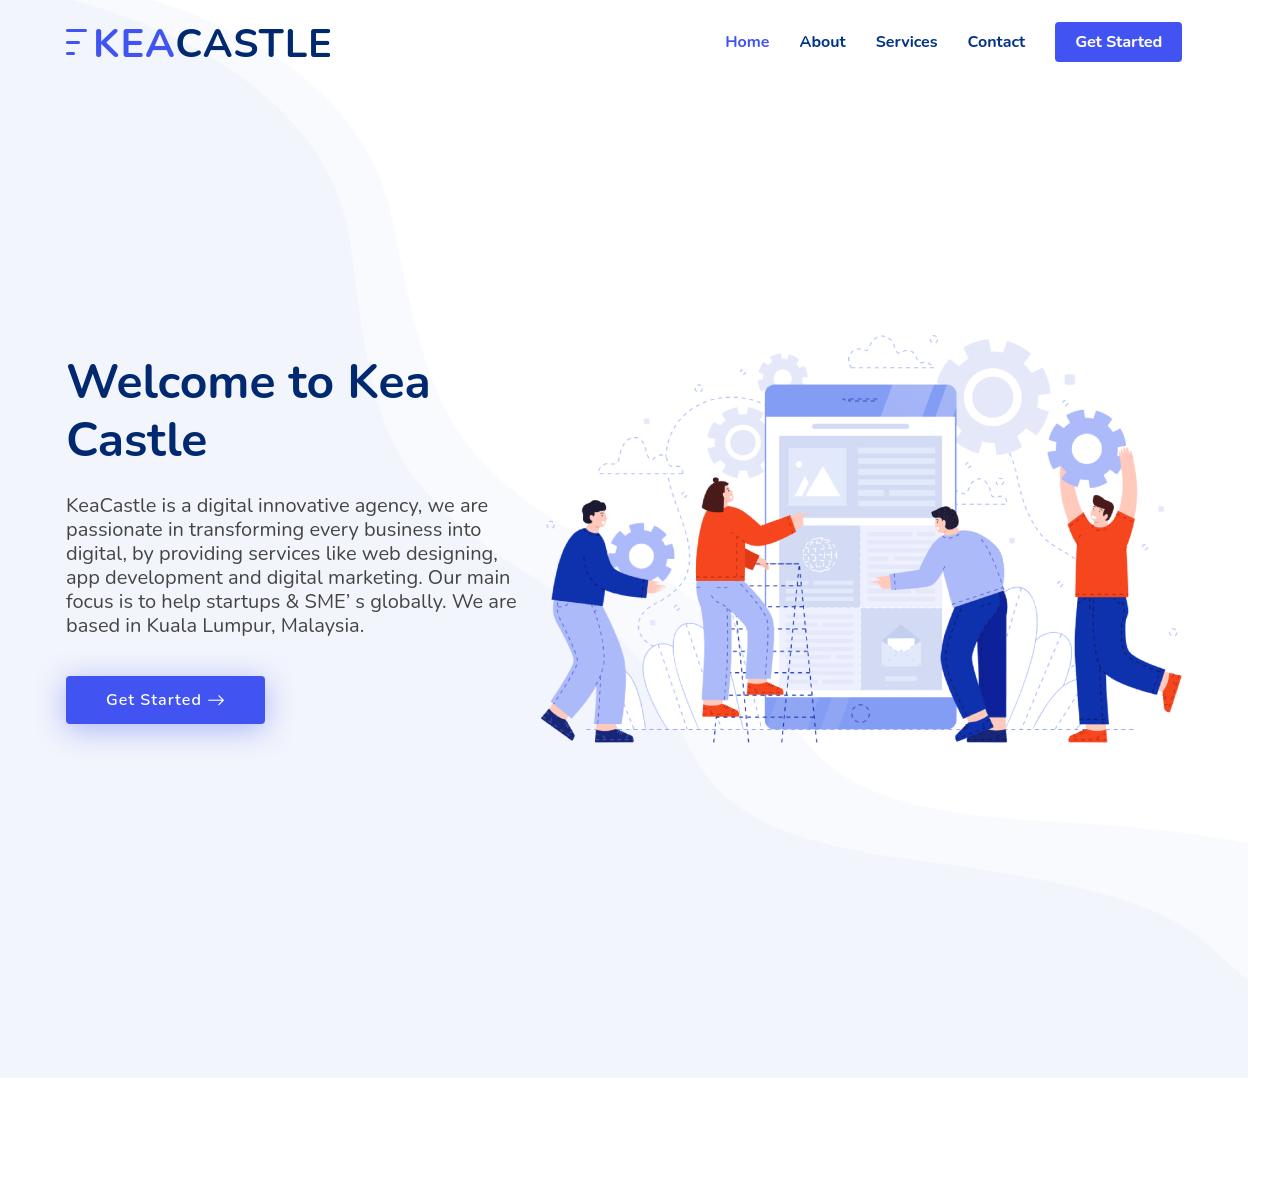 KEACASTLE
Home About Services Contact Get Started
Welcome to Kea
Castle
KeaCastle is a digital innovative agency, we are
passionate in transforming every business into
digital, by providing services like web designing,
app development and digital marketing. Our main
focus is to help startups & SME’ s globally. We are
based in Kuala Lumpur, Malaysia.
Get Started →